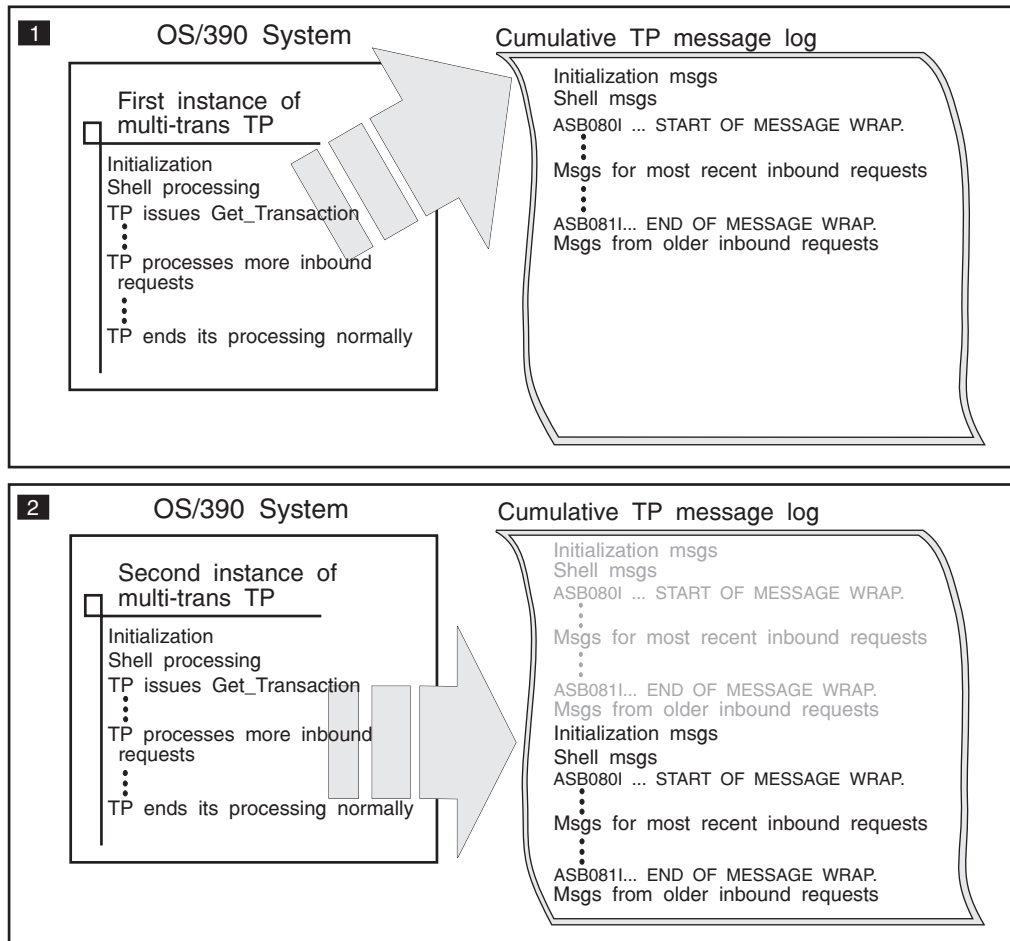 1
OS/390 System
First instance of
multi-trans TP
Initialization
Shell processing
TP issues Get_Transaction
TP processes more inbound
requests
TP ends its processing normally
Cumulative TP message log
Initialization msgs
Shell msgs
ASB080I ... START OF MESSAGE WRAP.
Msgs for most recent inbound requests
ASB081I... END OF MESSAGE WRAP.
Msgs from older inbound requests
2
OS/390 System
Second instance of
multi-trans TP
Initialization
Shell processing
TP issues Get_Transaction
TP processes more inbound
requests
TP ends its processing normally
Cumulative TP message log
Initialization msgs
Shell msgs
ASB080I ... START OF MESSAGE WRAP.
Msgs for most recent inbound requests
ASB081I... END OF MESSAGE WRAP.
Msgs from older inbound requests
Initialization msgs
Shell msgs
ASB080I ... START OF MESSAGE WRAP.
Msgs for most recent inbound requests
ASB081I... END OF MESSAGE WRAP.
Msgs from older inbound requests